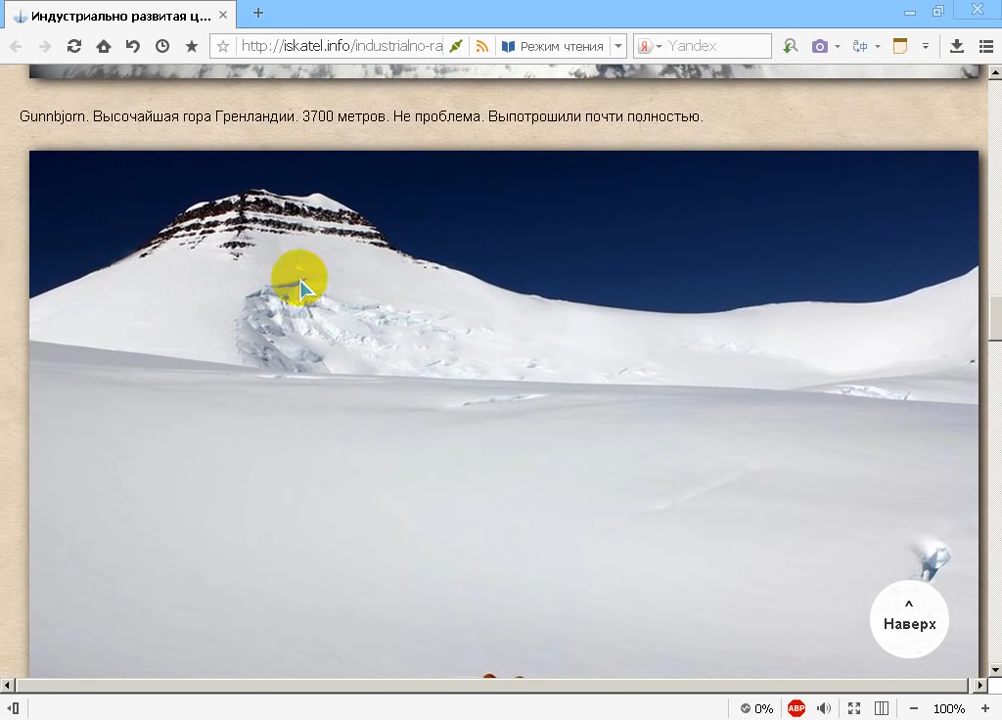 Индустриально развитая ц...
http://iskatel.info/industrialno-ra
Режим чтения
Я
Yandex
Gunnbjorn. Высочайшая гора Гренландии. 3700 метров. Не проблема. Выпотрошили почти полностью.
^
Наверх
0%
ABP
100%